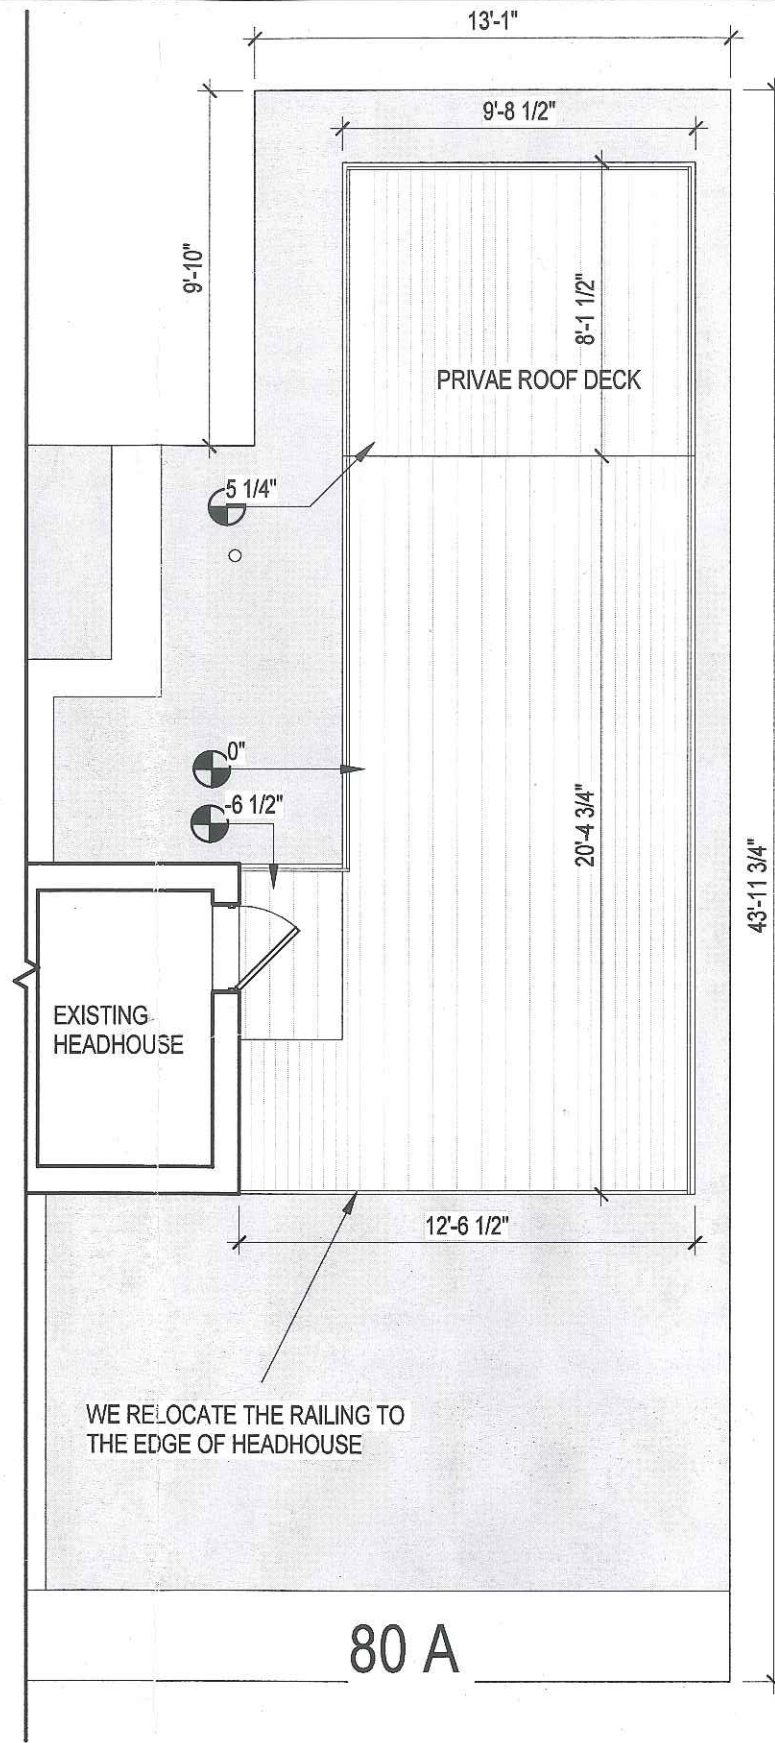 13'-1"
9'-8 1/2"
9'-10"
8'-1 1/2"
PRIVAE ROOF DECK
5 1/4"
0"
-6 1/2"
20'-4 3/4"
43'-11 3/4"
EXISTING
HEADHOUSE
12'-6 1/2"
WE RELOCATE THE RAILING TO
THE EDGE OF HEADHOUSE
80 A